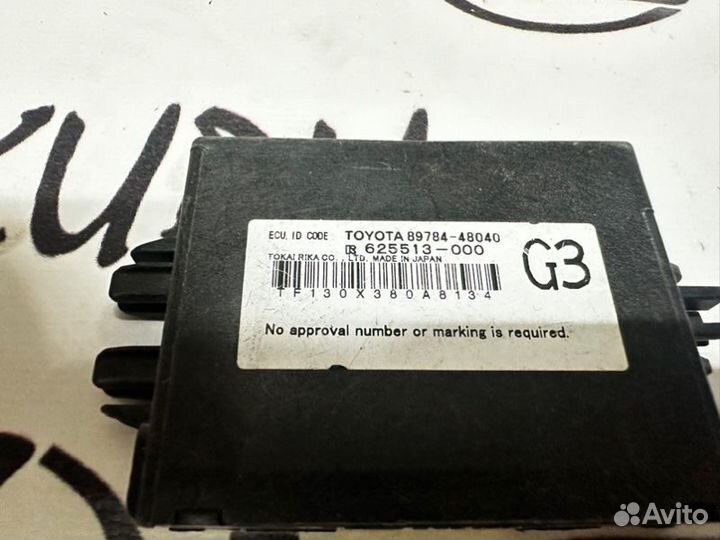 ECU, ID CODE TOYOTA 89784-48040
625513-000
TOKAI RIKA CO., LTD. MADE IN JAPAN
G3
TF130X380A8134
No approval number or marking is required.
Avito